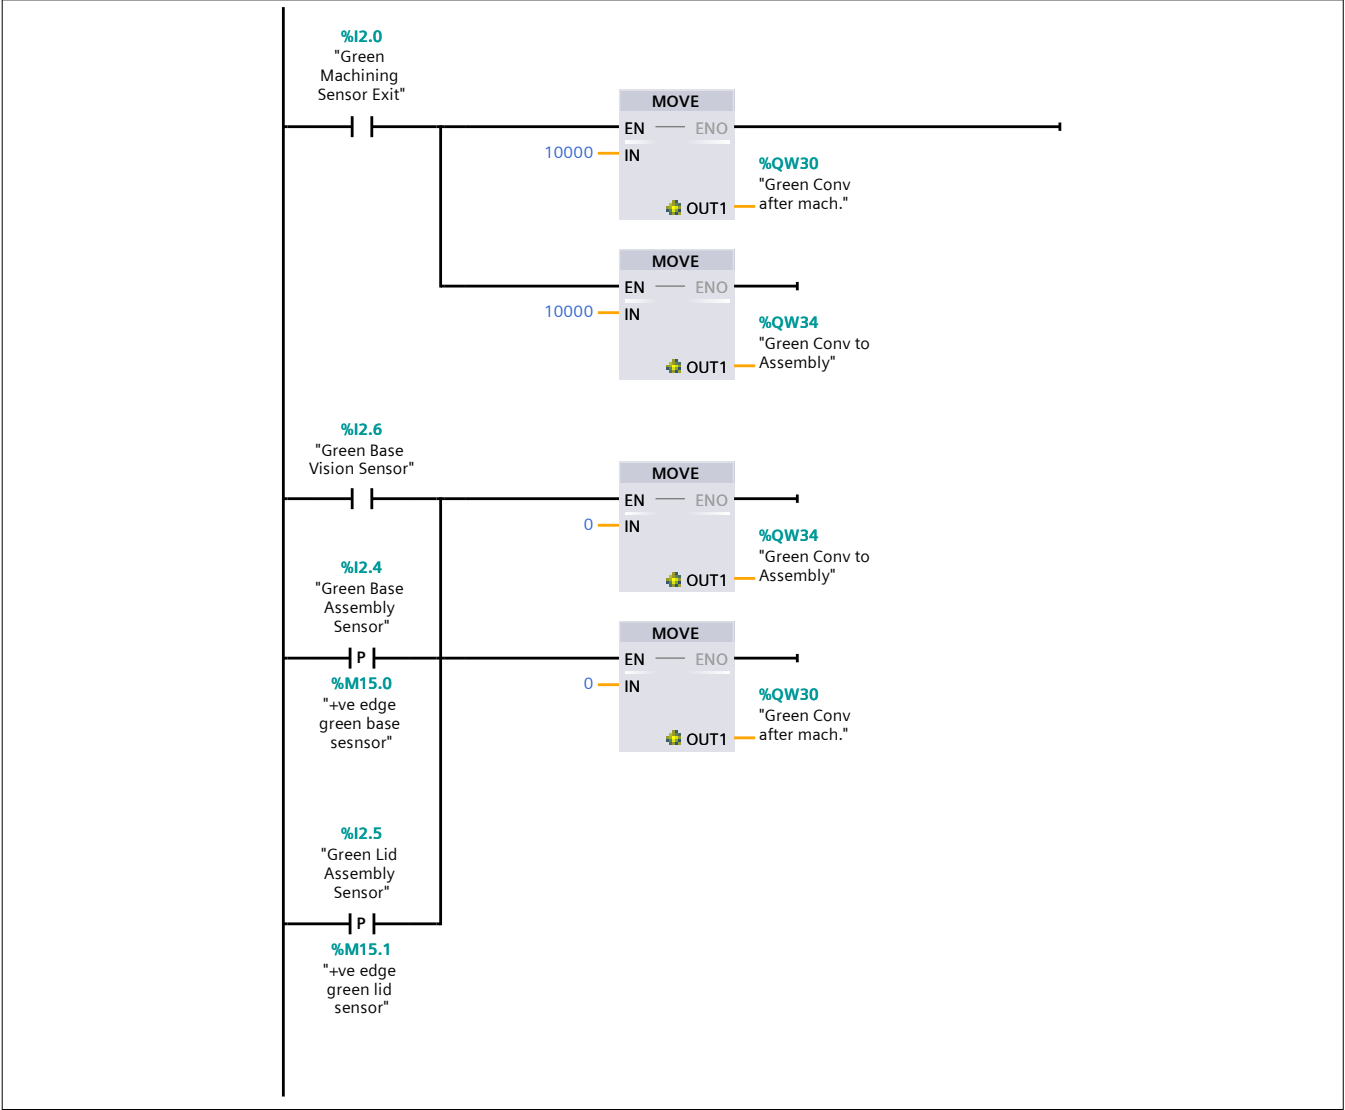 %I2.0
"Green
Machining
Sensor Exit"
MOVE
EN ENO
10000 IN
%QW30
"Green Conv
after mach."
OUT1
MOVE
EN ENO
10000 IN
%QW34
"Green Conv to
Assembly"
OUT1
%I2.6
"Green Base
Vision Sensor"
MOVE
EN ENO
0 IN
%QW34
"Green Conv to
Assembly"
OUT1
%I2.4
"Green Base
Assembly
Sensor"
P
%M15.0
"+ve edge
green base
sesnsor"
MOVE
EN ENO
0 IN
%QW30
"Green Conv
after mach."
OUT1
%I2.5
"Green Lid
Assembly
Sensor"
P
%M15.1
"+ve edge
green lid
sensor"